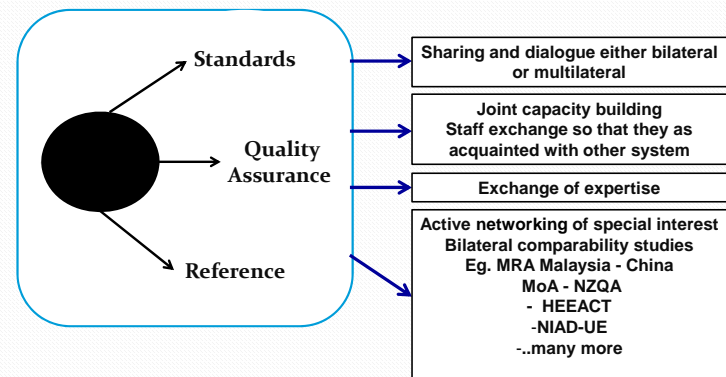 Standards
Quality
Assurance
Reference
Sharing and dialogue either bilateral
or multilateral
Joint capacity building
Staff exchange so that they as
acquainted with other system
Exchange of expertise
Active networking of special interest
Bilateral comparability studies
Eg. MRA Malaysia - China
MoA - NZQA
- HEEACT
-NIAD-UE
-..many more